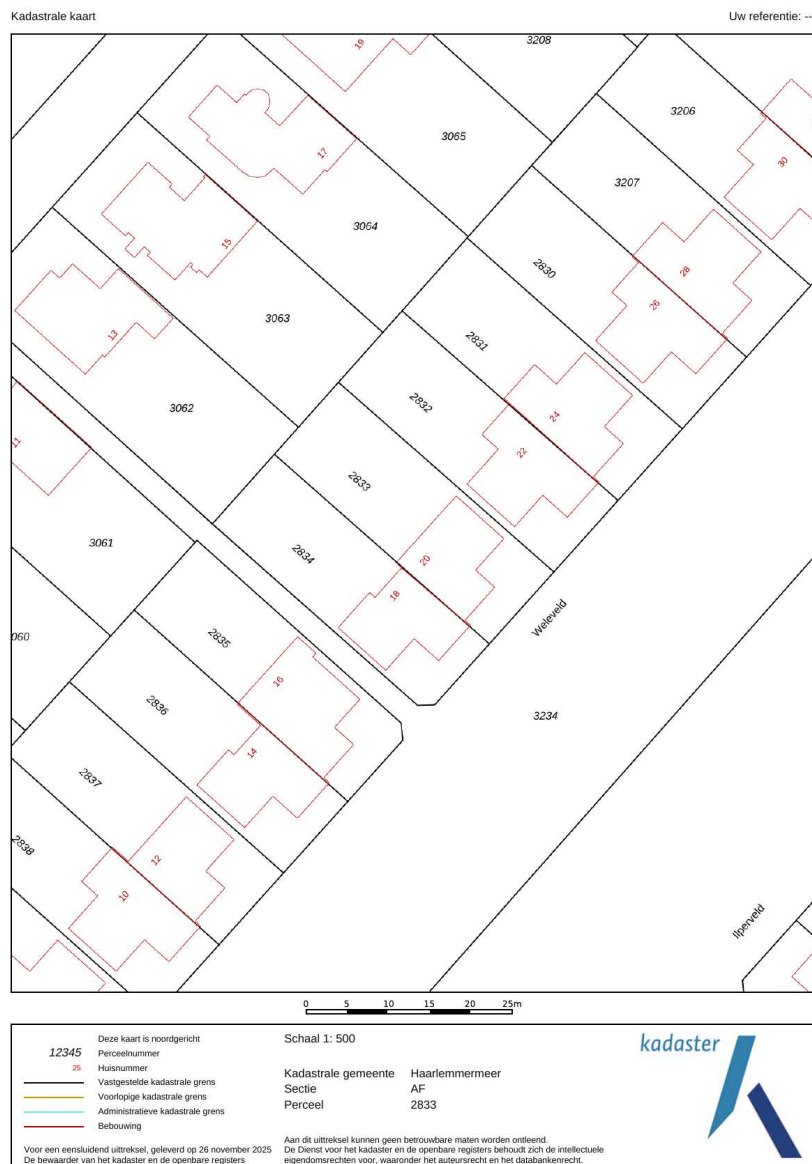 Kadastrale kaart
Uw referentie: --
3208
19
3206
3065
17
30
3207
3064
15
2830
28
26
3063
13
2831
2832
3062
24
22
11
2833
3061
2834
20
18
Weleveld
2835
060
16
2836
3234
14
2837
2838
12
10
Ilperveld
0 5 10 15 20 25m
Deze kaart is noordgericht
12345 Perceelnummer
25 Huisnummer
Vastgestelde kadastrale grens
Voorlopige kadastrale grens
Administratieve kadastrale grens
Bebouwing
Voor een eensluidend uittreksel, geleverd op 26 november 2025
De bewaarder van het kadaster en de openbare registers
Schaal 1: 500
Kadastrale gemeente Haarlemmermeer
Sectie AF
Perceel 2833
Aan dit uittreksel kunnen geen betrouwbare maten worden ontleend.
De Dienst voor het kadaster en de openbare registers behoudt zich de intellectuele
eigendomsrechten voor, waaronder het auteursrecht en het databankenrecht.
kadaster